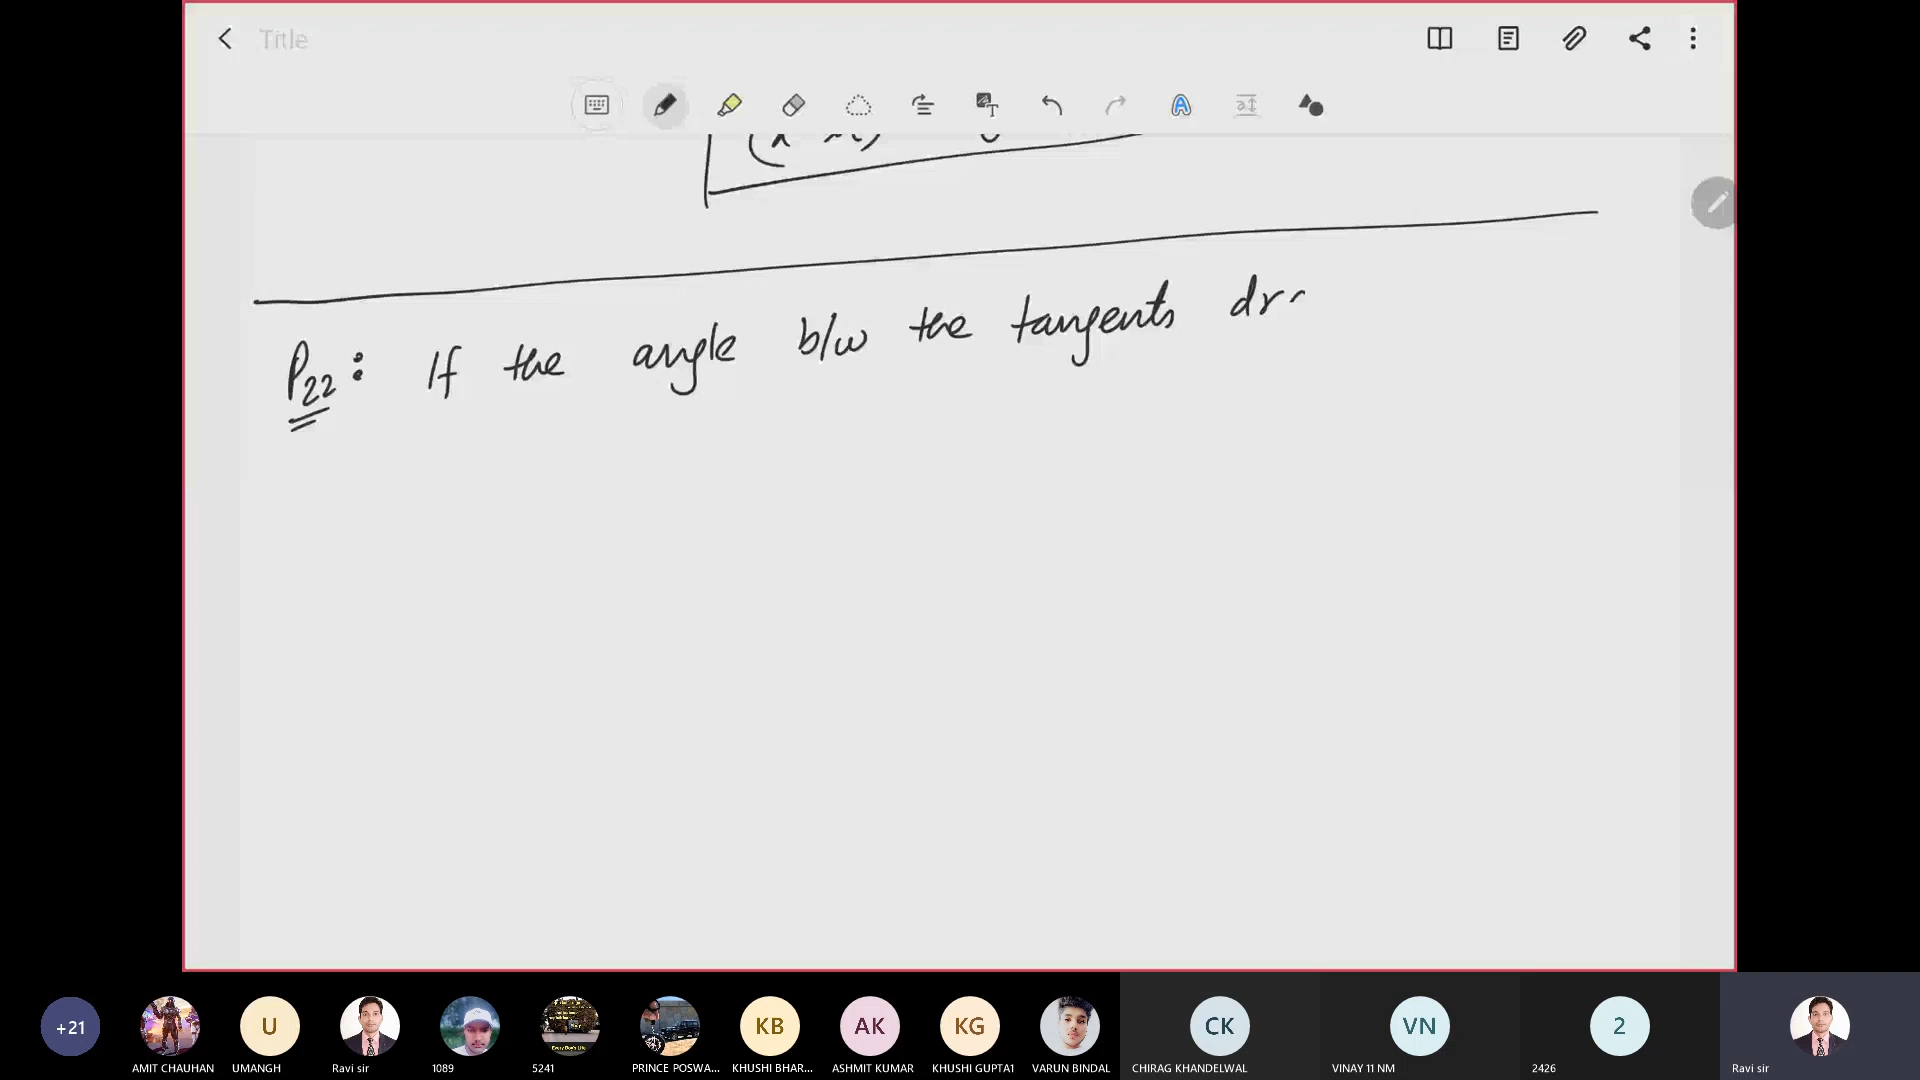 Title
P22: If the angle b/w the tangents dr
+21
AMIT CHAUHAN
U
UMANGH
Ravi sir
1089
5241
PRINCE POSWA...
KB
KHUSHI BHAR...
AK
ASHMIT KUMAR
KG
KHUSHI GUPTA1
VARUN BINDAL
CK
CHIRAG KHANDELWAL
VN
VINAY 11 NM
2
2426
Ravi sir